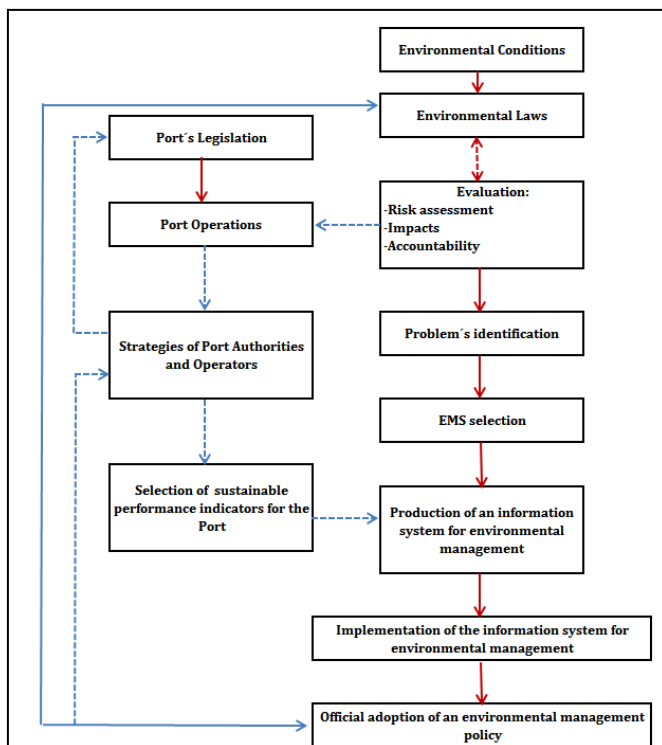 Environmental Conditions
Environmental Laws
Port´s Legislation
Evaluation:
-Risk assessment
-Impacts
-Accountability
Port Operations
Strategies of Port Authorities
and Operators
Problem´s identification
EMS selection
Selection of sustainable
performance indicators for the
Port
Production of an information
system for environmental
management
Implementation of the information system for
environmental management
Official adoption of an environmental management
policy